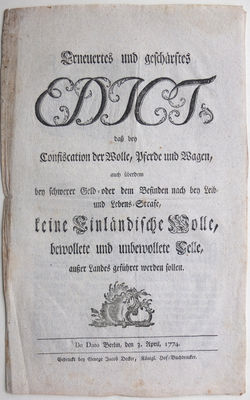 Erneuertes und geschärftes
EDICT,
daß bey
Confiscation der Wolle, Pferde und Wagen,
auch überdem
bey schwerer Geld- oder dem Befinden nach bey Leib-
und Lebens-Strafe,
keine Einländische Wolle,
bewollete und unbewollete Felle,
außer Landes geführet werden sollen.
De Dato Berlin, den 3. April, 1774.
Gedruckt bey George Jacob Decker, Königl. Hof-Buchdrucker.